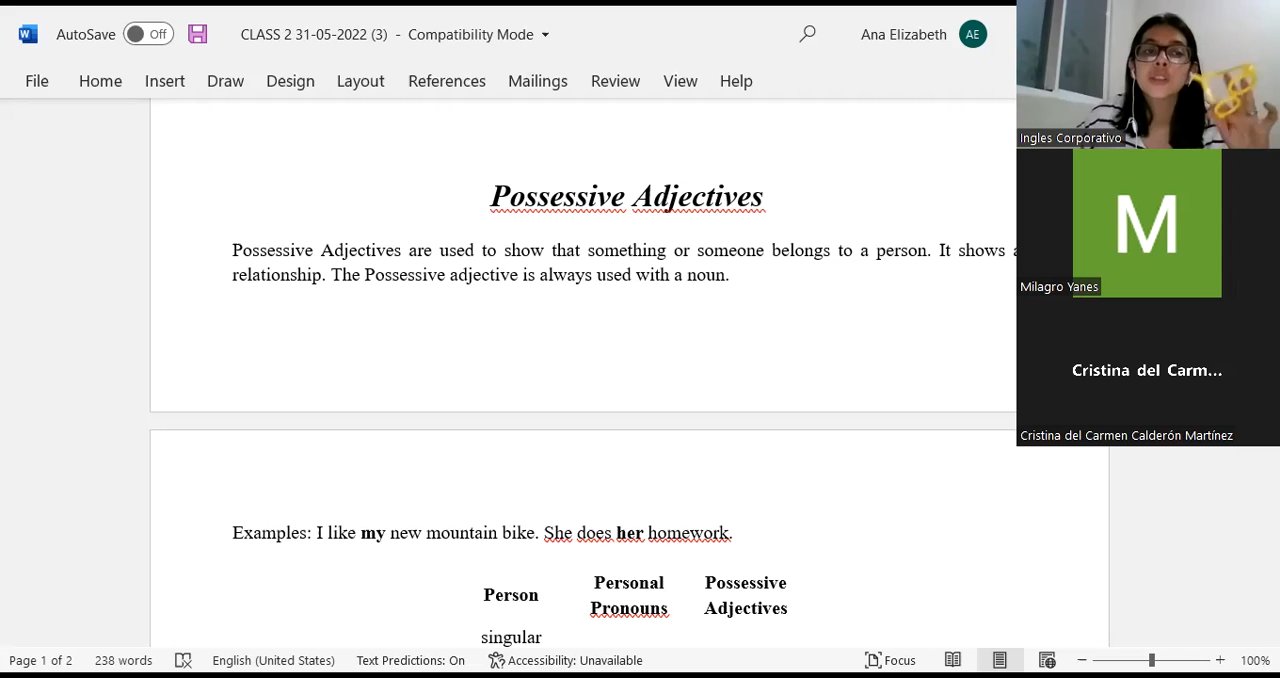 AutoSave Off CLASS 2 31-05-2022 (3) - Compatibility Mode Ana Elizabeth AE
File Home Insert Draw Design Layout References Mailings Review View Help
Ingles Corporativo
M
Milagro Yanes
Cristina del Carm...
Cristina del Carmen Calderón Martínez
Possessive Adjectives
Possessive Adjectives are used to show that something or someone belongs to a person. It shows a
relationship. The Possessive adjective is always used with a noun.
Examples: I like my new mountain bike. She does her homework.
Person Personal Pronouns Possessive Adjectives
singular
Page 1 of 2 238 words English (United States) Text Predictions: On Accessibility: Unavailable Focus 100%